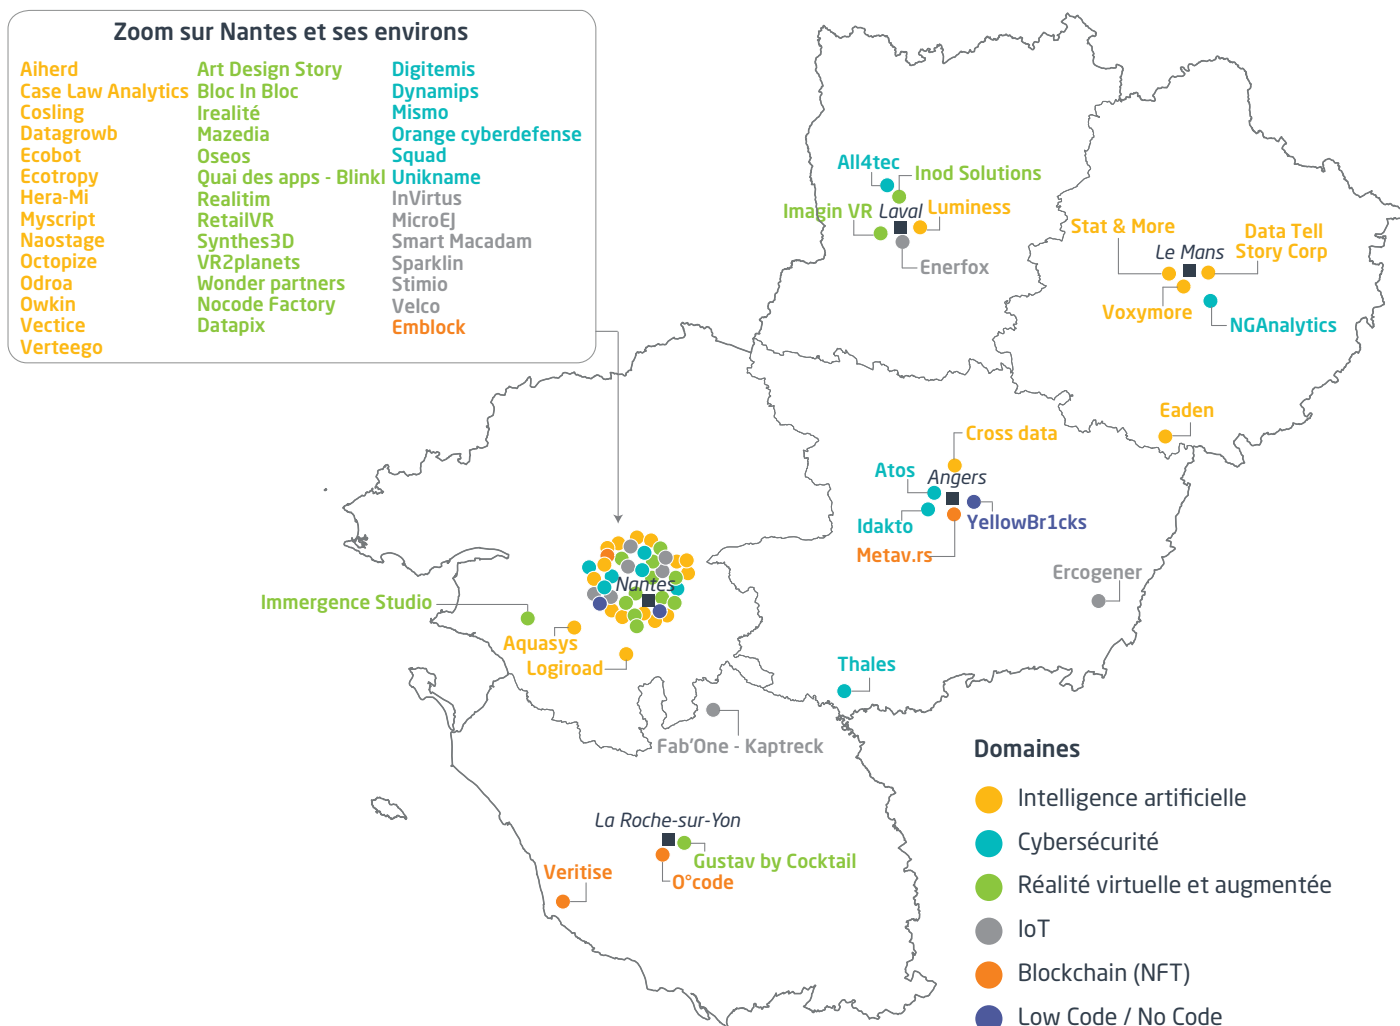 Zoom sur Nantes et ses environs
Aiherd
Case Law Analytics
Cosling
Datagrowb
Ecobot
Ecotropy
Hera-Mi
Myscript
Naostage
Octopize
Odroa
Owkin
Vectice
Verteego
Art Design Story
Bloc In Bloc
Irealité
Mazedia
Oseos
Quai des apps - Blinkl
Realitim
RetailVR
Synthes3D
VR2planets
Wonder partners
Nocode Factory
Datapix
Digitemis
Dynamips
Mismo
Orange cyberdefense
Squad
Unikname
InVirtus
MicroEJ
Smart Macadam
Sparklin
Stimio
Velco
Emblock
All4tec
Inod Solutions
Imagin VR
Laval
Luminess
Enerfox
Stat & More
Data Tell
Story Corp
Le Mans
Voxymore
NGAnalytics
Eaden
Cross data
Atos
Angers
Idakto
YellowBr1cks
Metav.rs
Ercogener
Nantes
Immergence Studio
Aquasys
Logiroad
Thales
Fab'One - Kaptreck
La Roche-sur-Yon
Gustav by Cocktail
O°code
Veritise
Domaines
Intelligence artificielle
Cybersécurité
Réalité virtuelle et augmentée
IoT
Blockchain (NFT)
Low Code / No Code